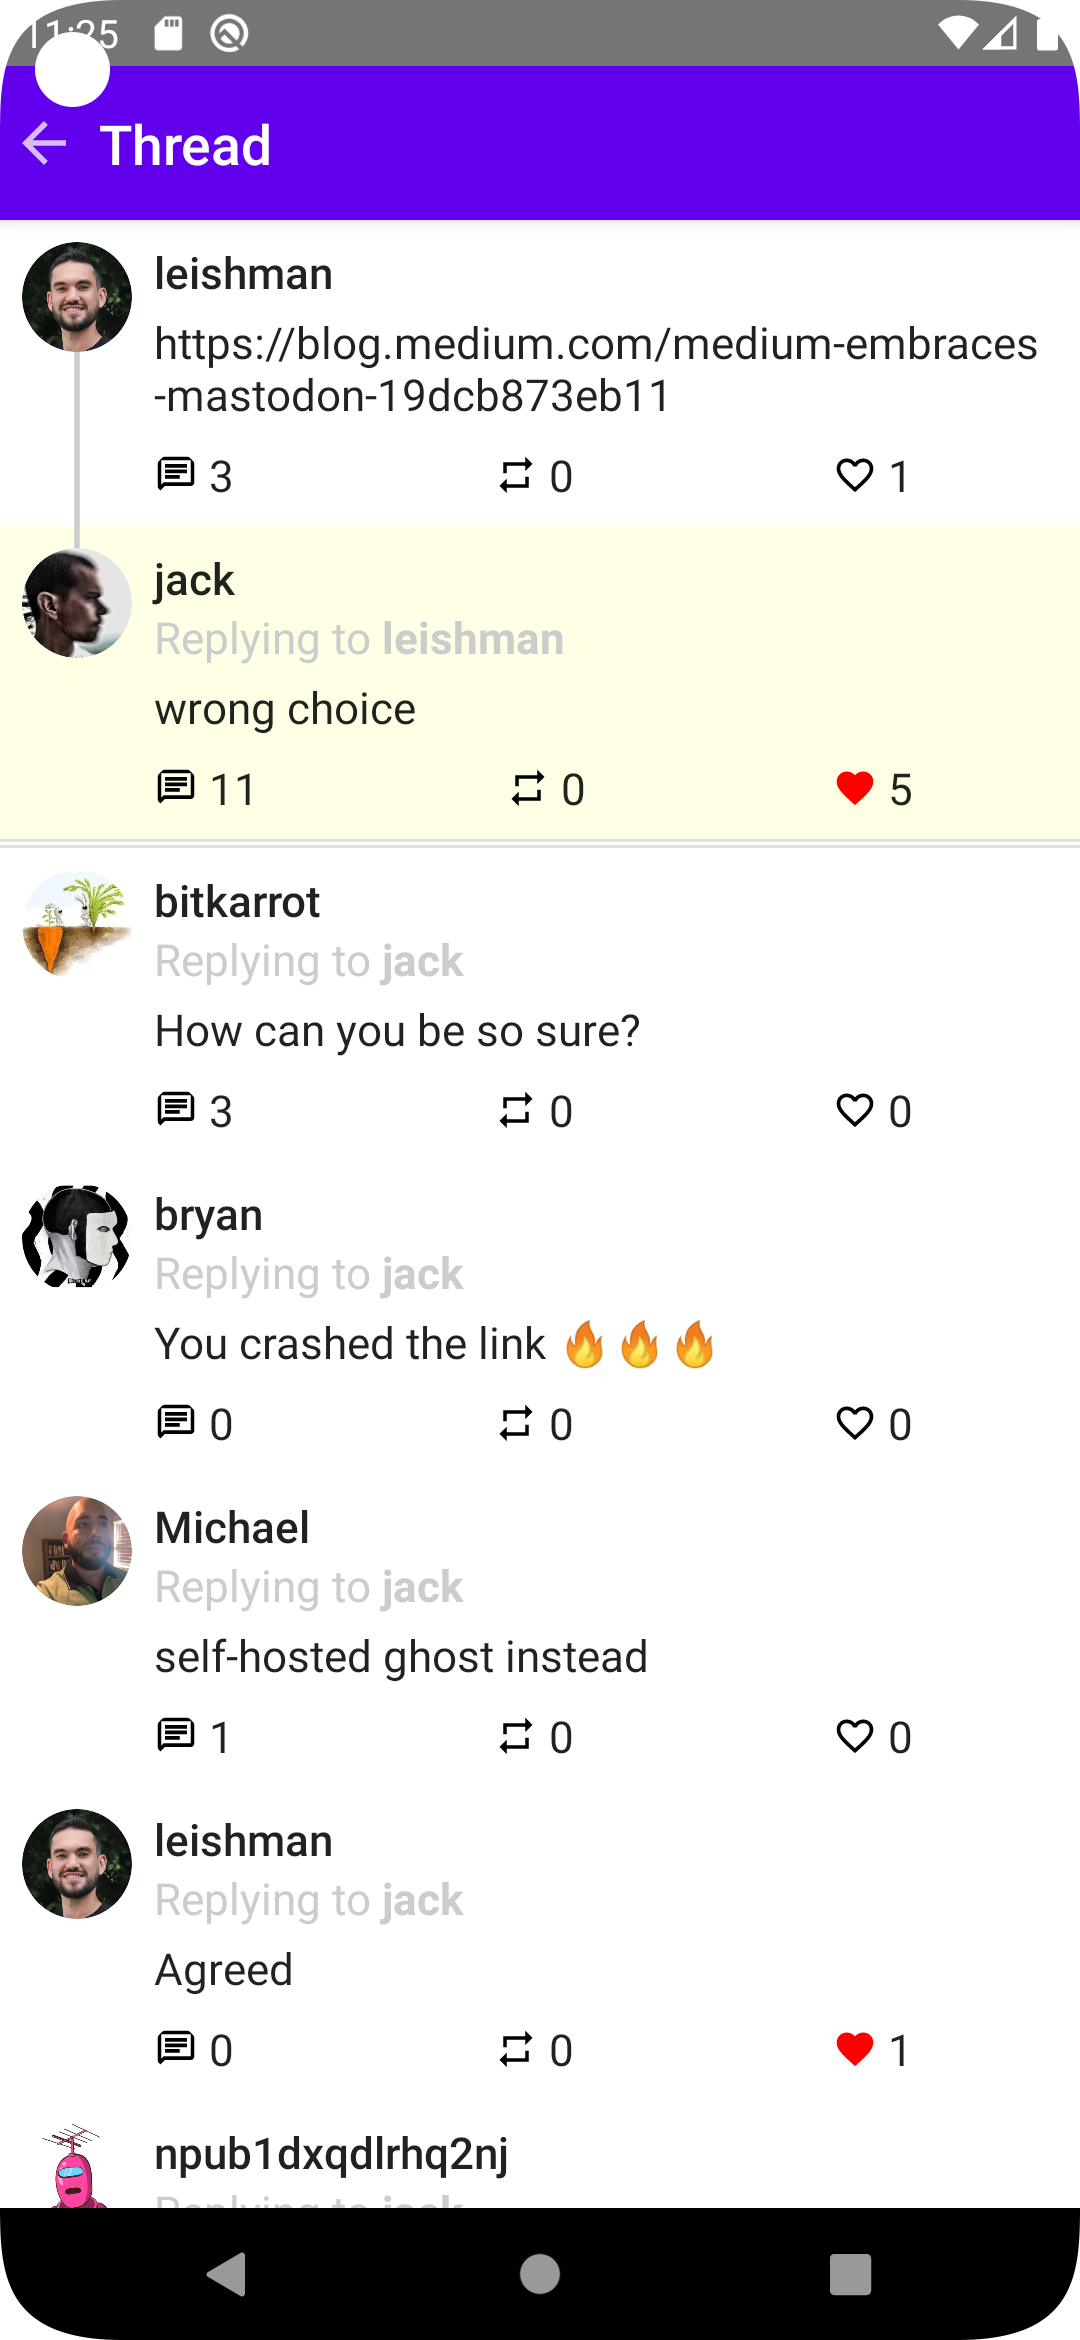 11:25
Thread
leishman
https://blog.medium.com/medium-embraces
-mastodon-19dcb873eb11
3 0 1
jack
Replying to leishman
wrong choice
11 0 5
bitkarrot
Replying to jack
How can you be so sure?
3 0 0
bryan
Replying to jack
You crashed the link 🔥🔥🔥
0 0 0
Michael
Replying to jack
self-hosted ghost instead
1 0 0
leishman
Replying to jack
Agreed
0 0 1
npub1dxqdlrhq2nj
Replying to jack